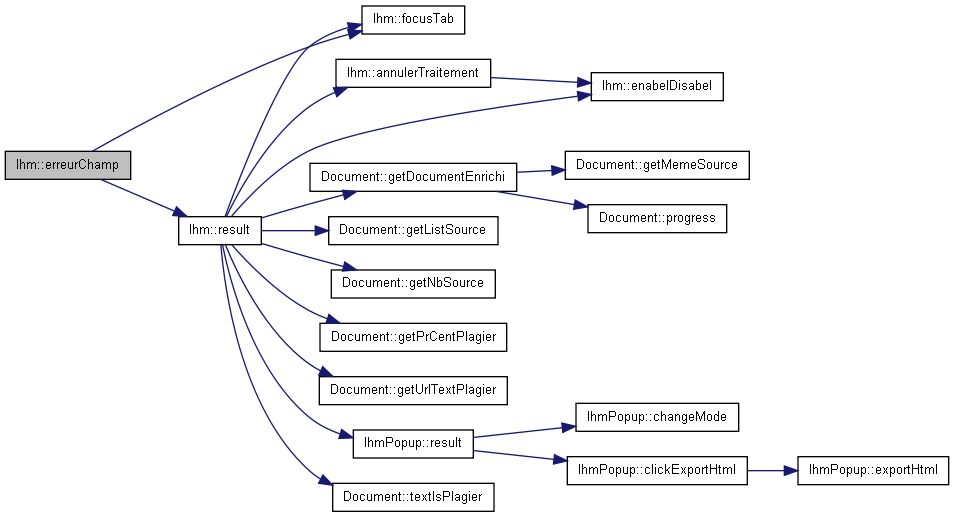 Ihm::focusTab
Ihm::annulerTraitement
Ihm::enabelDisabel
Ihm::erreurChamp
Document::getMemeSource
Document::getDocumentEnrichi
Document::progress
Ihm::result
Document::getListSource
Document::getNbSource
Document::getPrCentPlagier
Document::getUrlTextPlagier
IhmPopup::changeMode
IhmPopup::result
IhmPopup::clickExportHtml
IhmPopup::exportHtml
Document::textIsPlagier